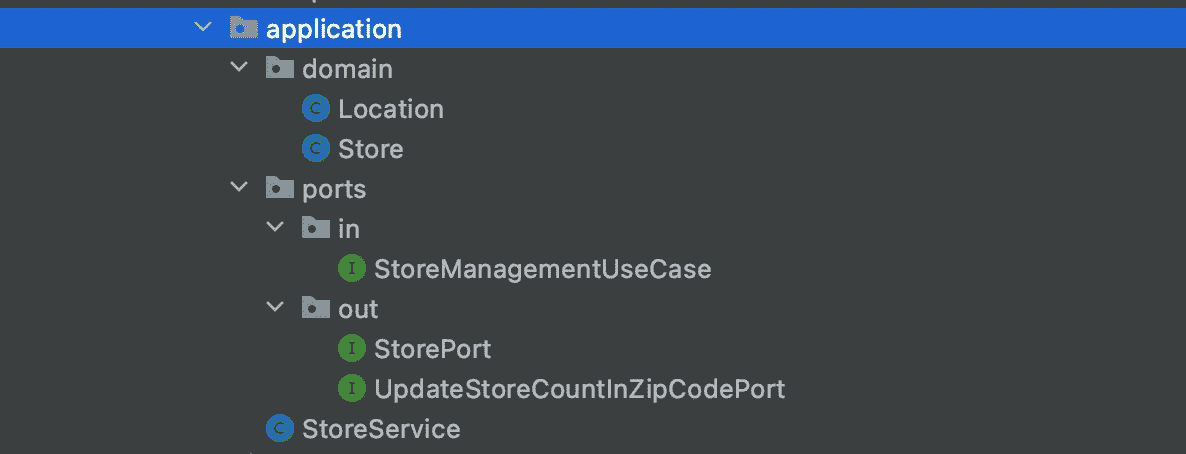 application
domain
C Location
C Store
ports
in
I StoreManagementUseCase
out
I StorePort
I UpdateStoreCountInZipCodePort
C StoreService